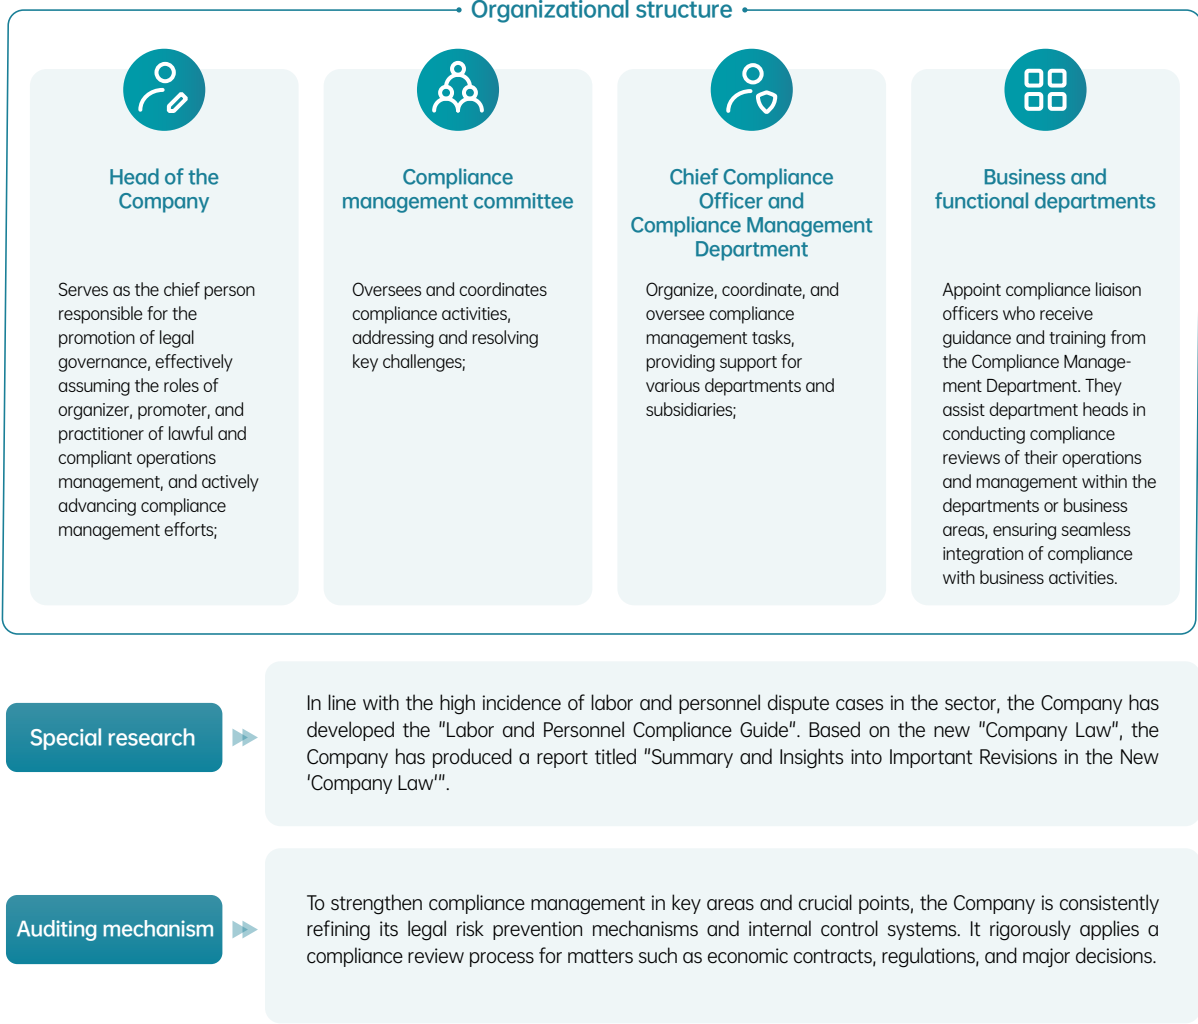 Organizational structure
Head of the
Company
Serves as the chief person
responsible for the
promotion of legal
governance, effectively
assuming the roles of
organizer, promoter, and
practitioner of lawful and
compliant operations
management, and actively
advancing compliance
management efforts;
Compliance
management committee
Oversees and coordinates
compliance activities,
addressing and resolving
key challenges;
Chief Compliance
Officer and
Compliance Management
Department
Organize, coordinate, and
oversee compliance
management tasks,
providing support for
various departments and
subsidiaries;
Business and
functional departments
Appoint compliance liaison
officers who receive
guidance and training from
the Compliance Manage-
ment Department. They
assist department heads in
conducting compliance
reviews of their operations
and management within the
departments or business
areas, ensuring seamless
integration of compliance
with business activities.
Special research
In line with the high incidence of labor and personnel dispute cases in the sector, the Company has
developed the "Labor and Personnel Compliance Guide". Based on the new "Company Law", the
Company has produced a report titled "Summary and Insights into Important Revisions in the New
'Company Law'".
Auditing mechanism
To strengthen compliance management in key areas and crucial points, the Company is consistently
refining its legal risk prevention mechanisms and internal control systems. It rigorously applies a
compliance review process for matters such as economic contracts, regulations, and major decisions.